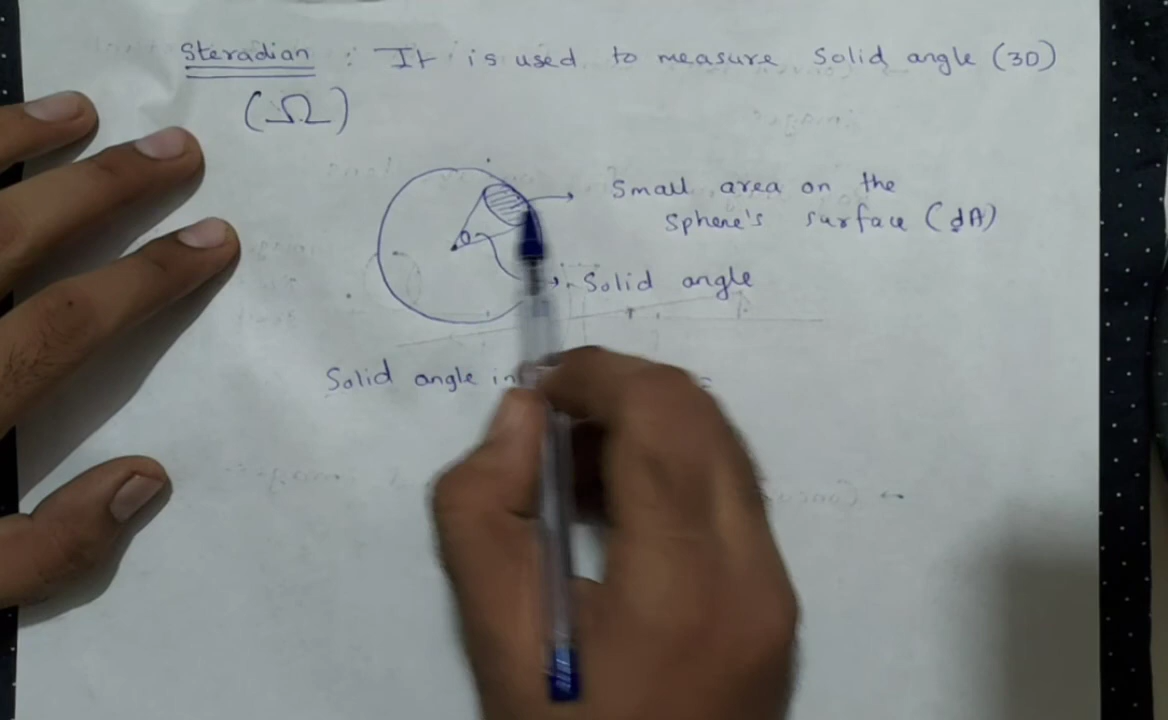 Steradian : It is used to measure Solid angle (3D)
(Ω)
Small area on the
Sphere's surface (dA)
Solid angle
Solid angle in =